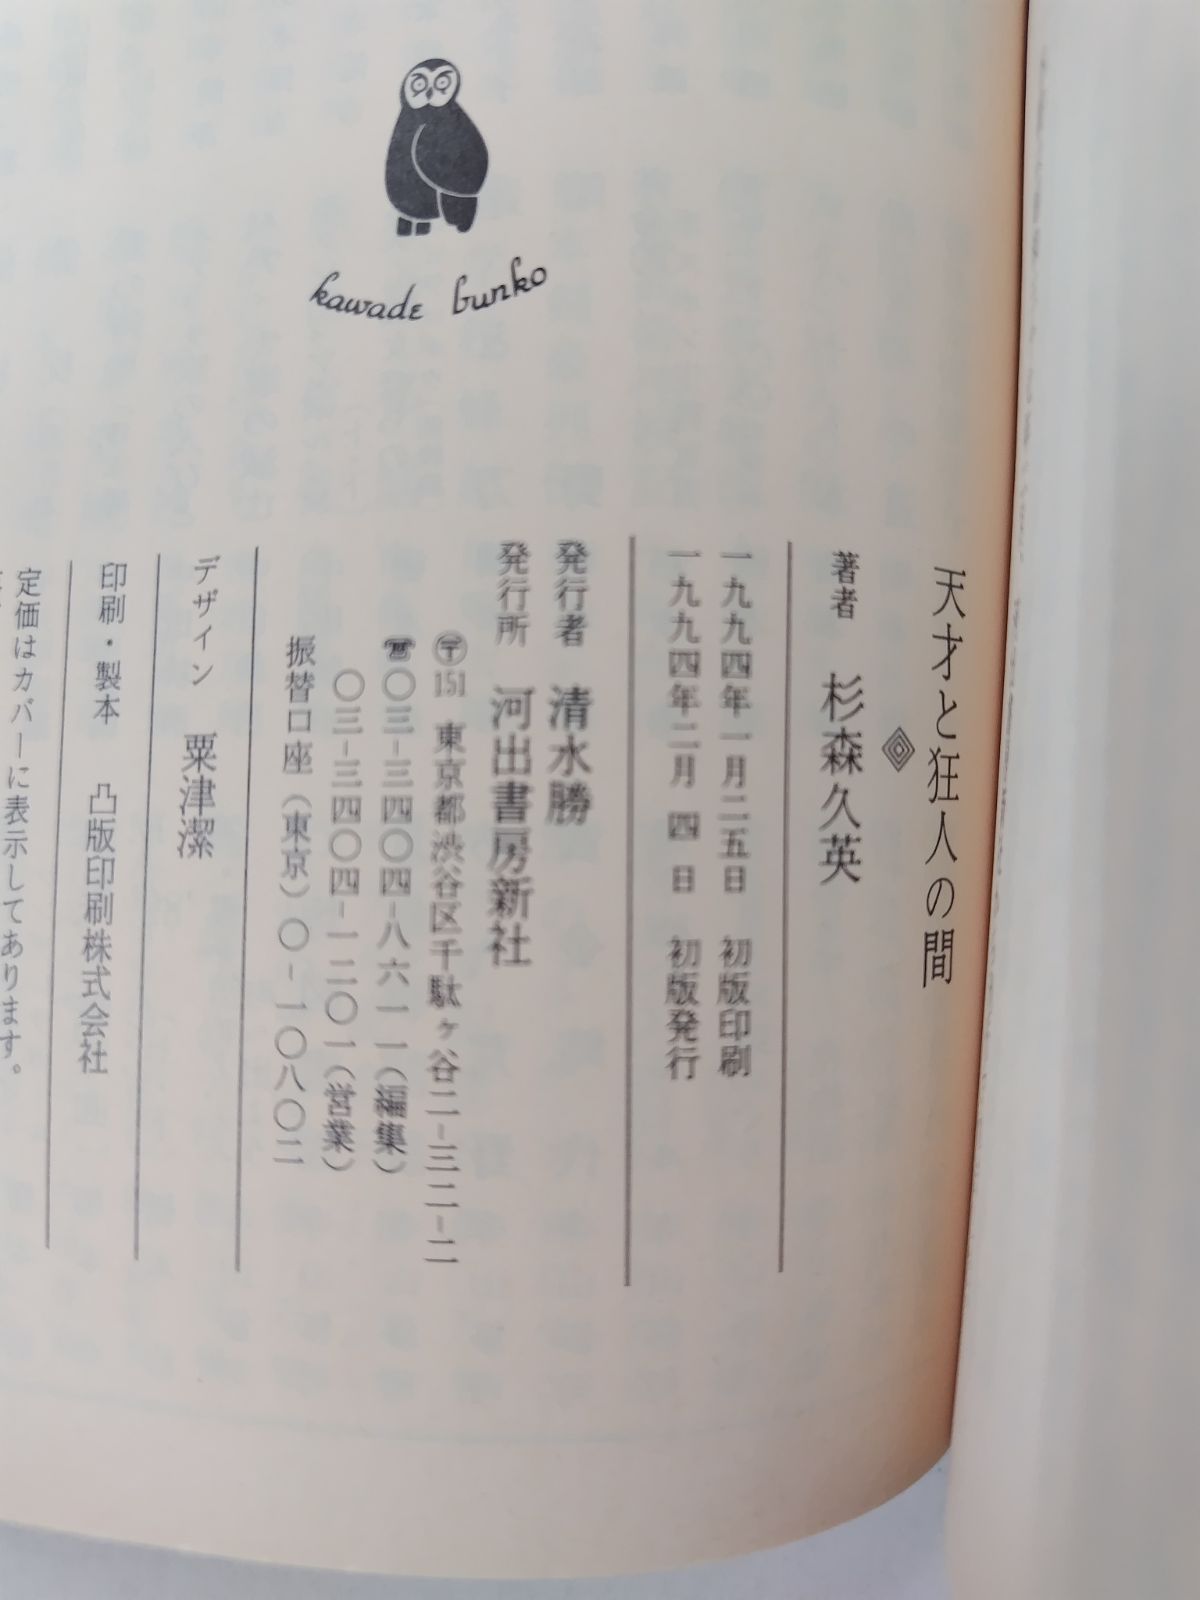 kawade bunko
天才と狂人の間
著者 杉森久英
一九九四年一月二五日 初版印刷
一九九四年二月 四 日 初版発行
発行者 清水勝
発行所 河出書房新社
〒151 東京都渋谷区千駄ヶ谷二-三二-二
☎〇三-三四〇四-八六一一(編集)
〇三-三四〇四-一二〇一(営業)
振替口座(東京)〇-一〇八〇二
デザイン 粟津潔
印刷・製本 凸版印刷株式会社
定価はカバーに表示してあります。